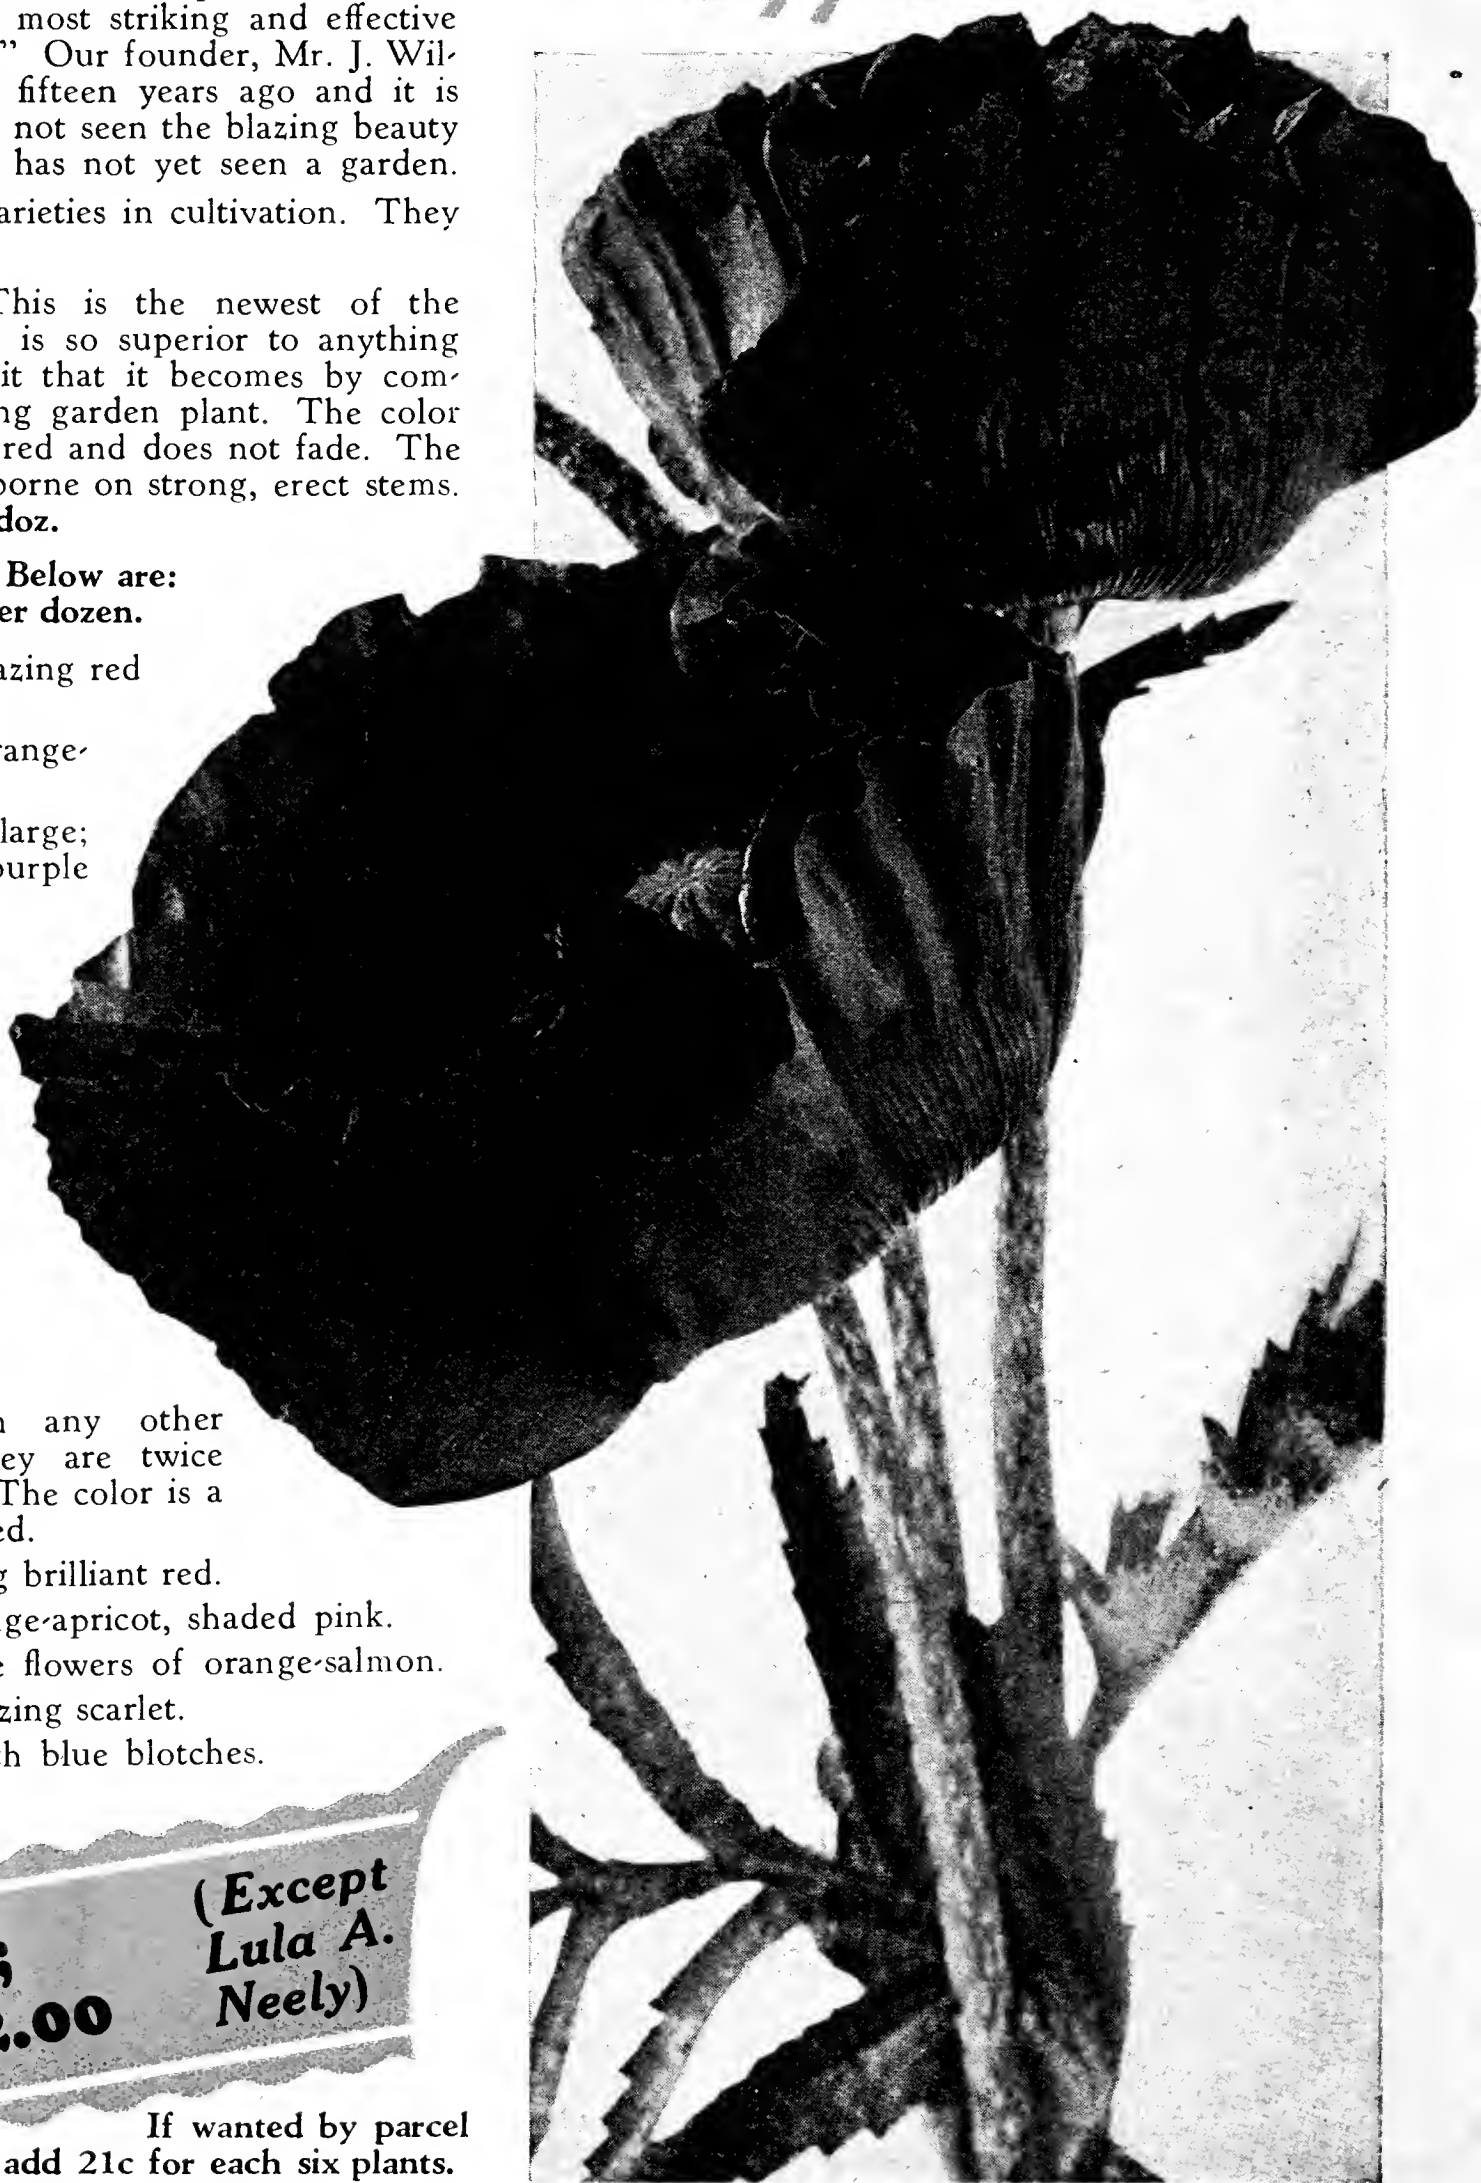 most striking and effective
” Our founder, Mr. J. Wil-
fifteen years ago and it is
not seen the blazing beauty
has not yet seen a garden.
arieties in cultivation. They
This is the newest of the
is so superior to anything
it that it becomes by com-
ng garden plant. The color
red and does not fade. The
borne on strong, erect stems.
doz.
Below are:
er dozen.
azing red
range-
large;
purple
any other
ey are twice
The color is a
ed.
g brilliant red.
ge-apricot, shaded pink.
e flowers of orange-salmon.
zing scarlet.
h blue blotches.
(Except
Lula A.
Neely)
2.00
If wanted by parcel
add 21c for each six plants.